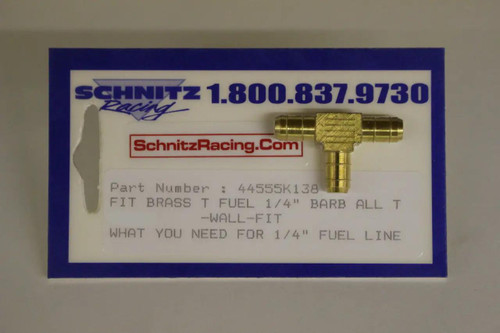 SCHNITZ
Racing
1.800.837.9730
SchnitzRacing.Com
Part Number : 44555K138
FIT BRASS T FUEL 1/4" BARB ALL T
-WALL-FIT
WHAT YOU NEED FOR 1/4" FUEL LINE